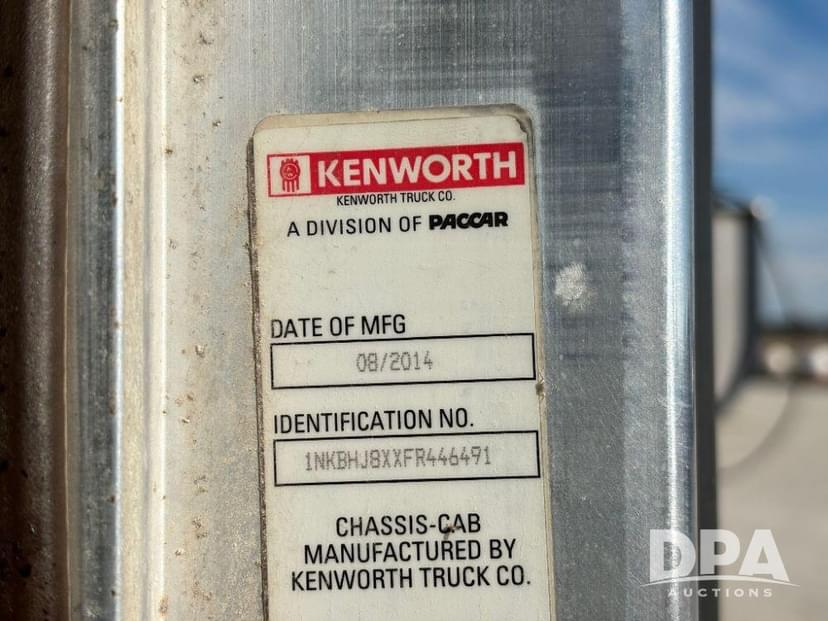 KENWORTH
KENWORTH TRUCK CO.
A DIVISION OF PACCAR
DATE OF MFG
08/2014
IDENTIFICATION NO.
1NKBHJ8XXFR446491
CHASSIS-CAB
MANUFACTURED BY
KENWORTH TRUCK CO.
DPA
AUCTIONS